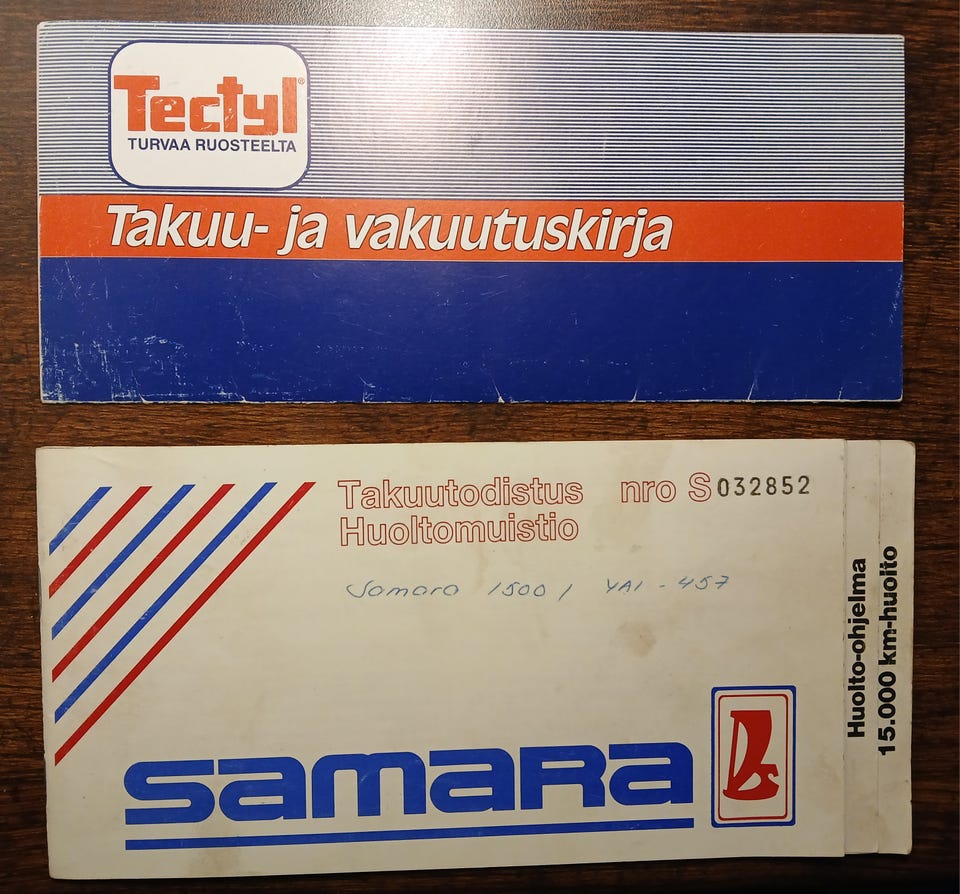 Tectyl®
TURVAA RUOSTEELTA
Takuu- ja vakuutuskirja
Takuutodistus nro S032852
Huoltomuistio
Samara 1500 / YAI - 457
SAMARA
Huolto-ohjelma
15.000 km-huolto